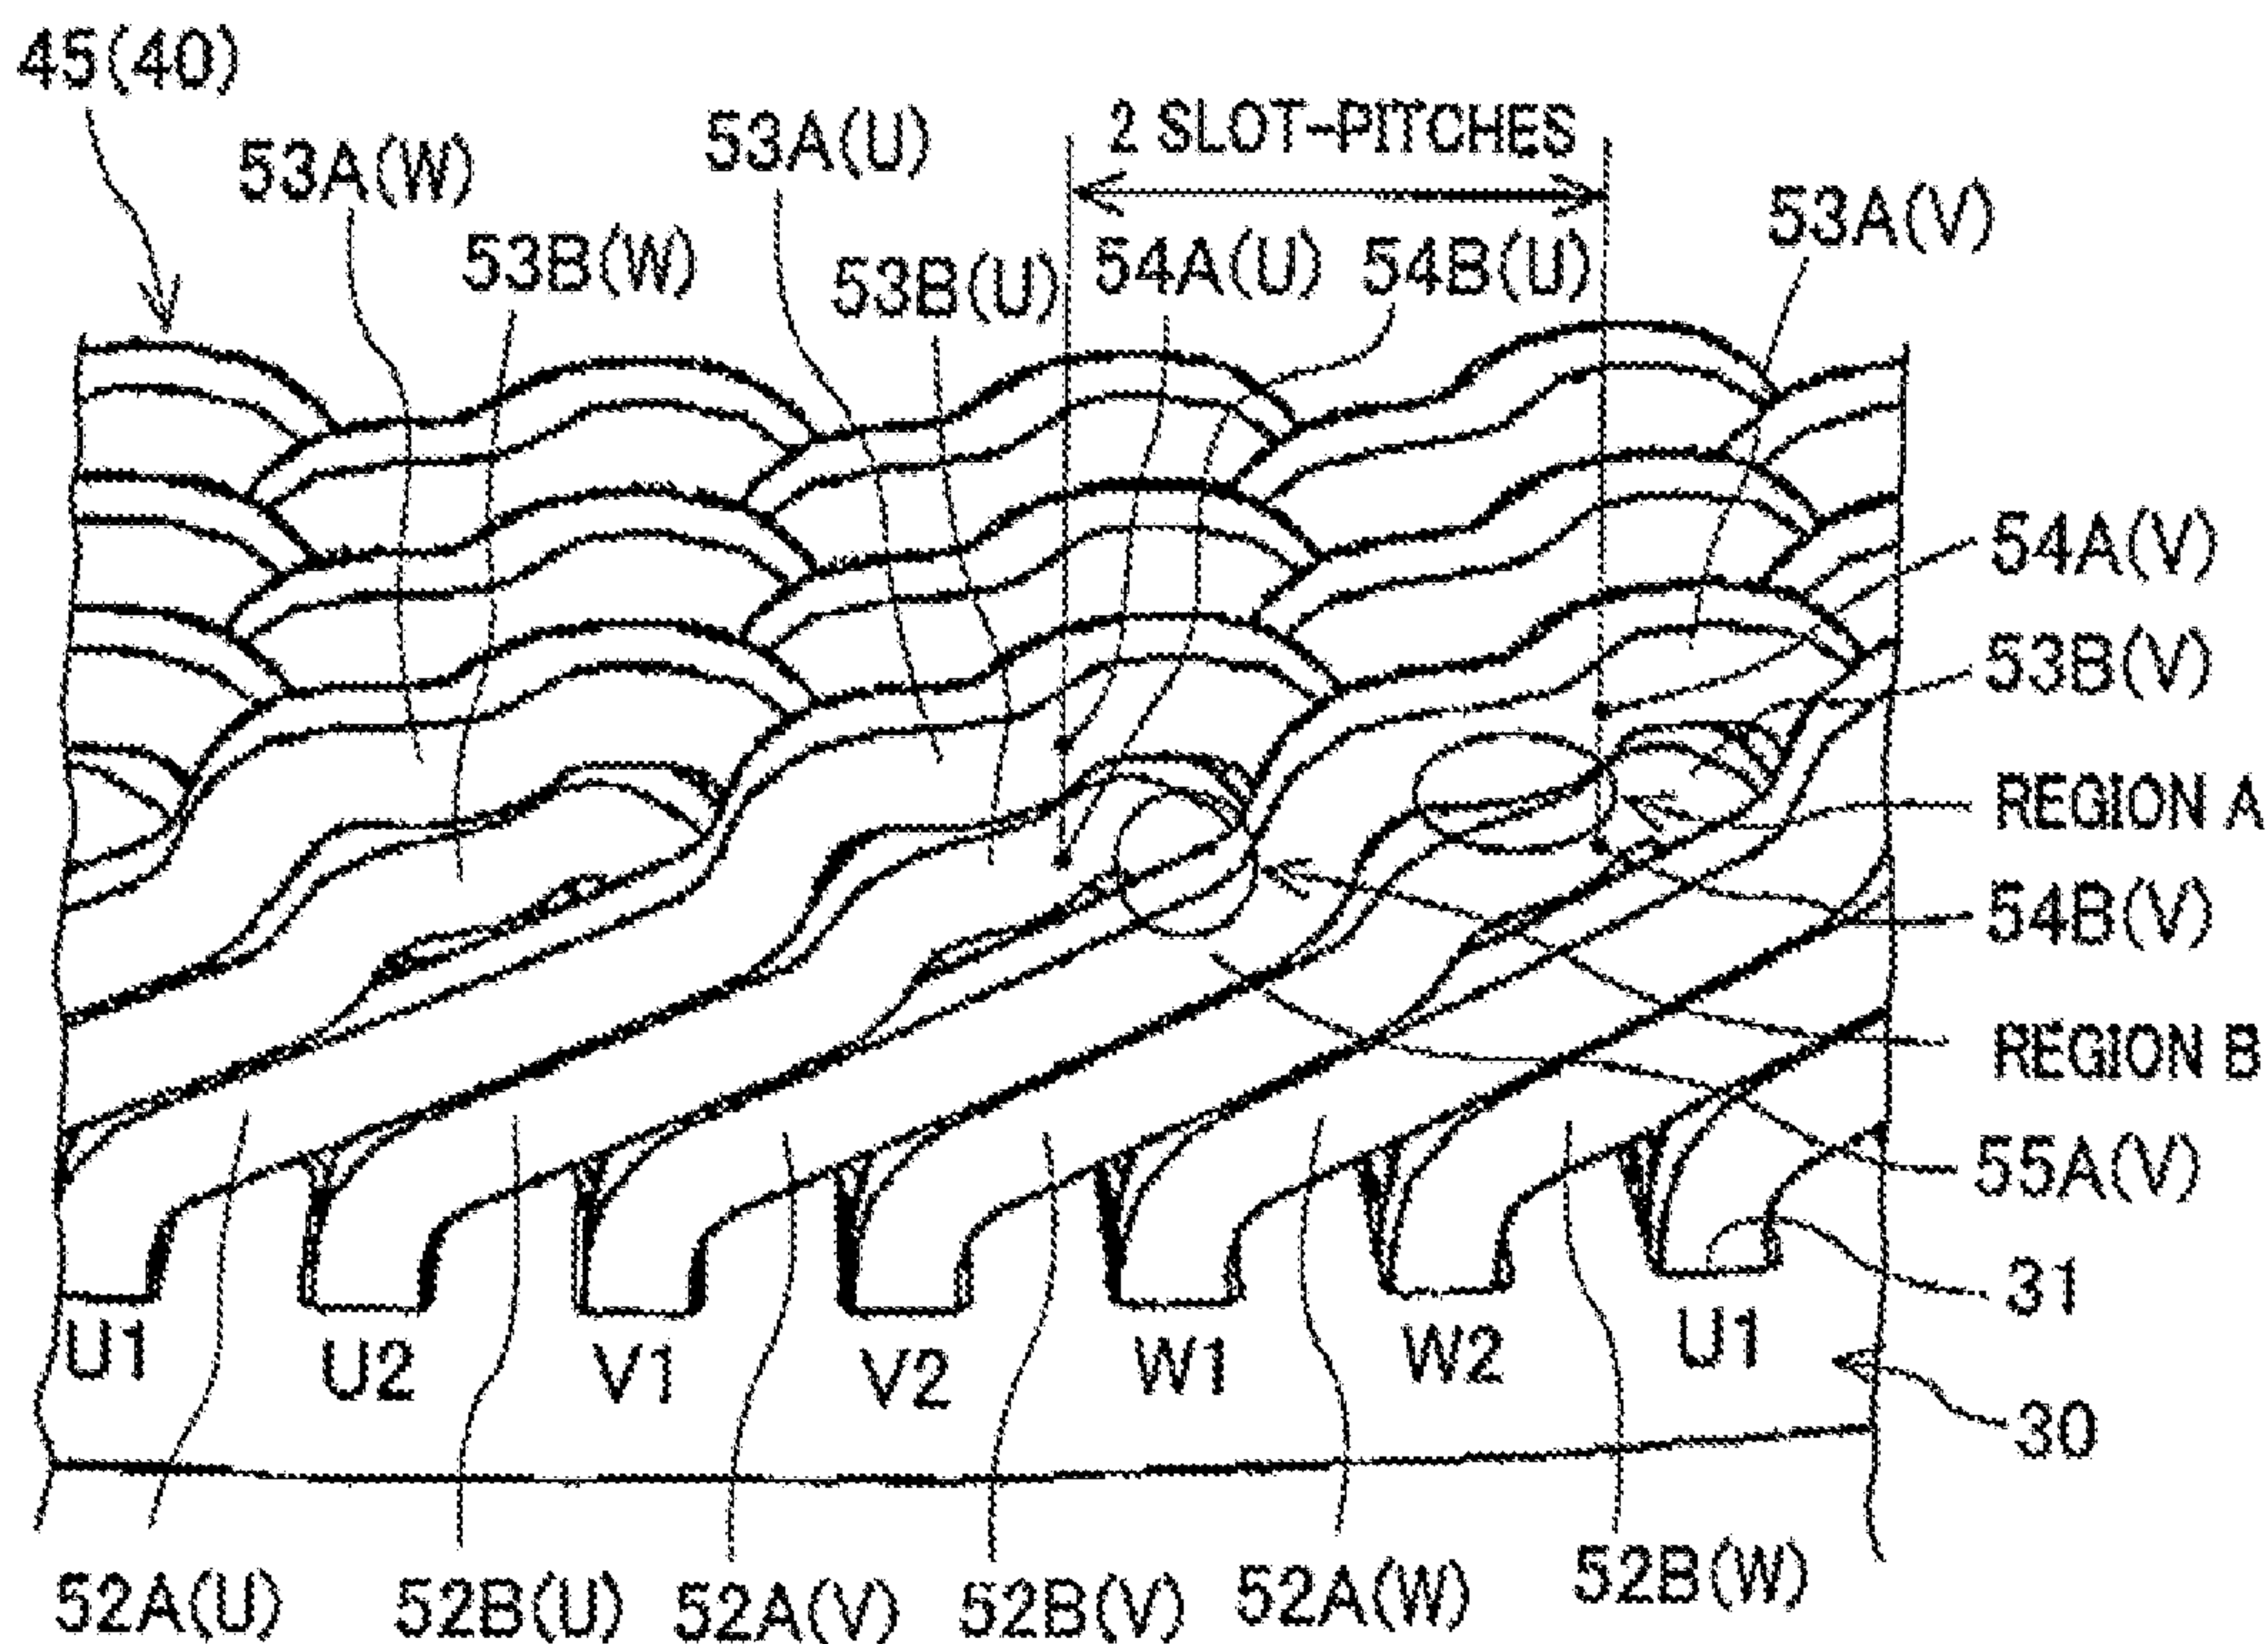 45(40)
53A(W)
53A(U)
2 SLOT-PITCHES
53A(V)
53B(W)
53B(U)
54A(U)
54B(U)
54A(V)
53B(V)
REGION A
54B(V)
REGION B
55A(V)
31
U1
U2
V1
V2
W1
W2
U1
30
52A(U)
52B(U)
52A(V)
52B(V)
52A(W)
52B(W)